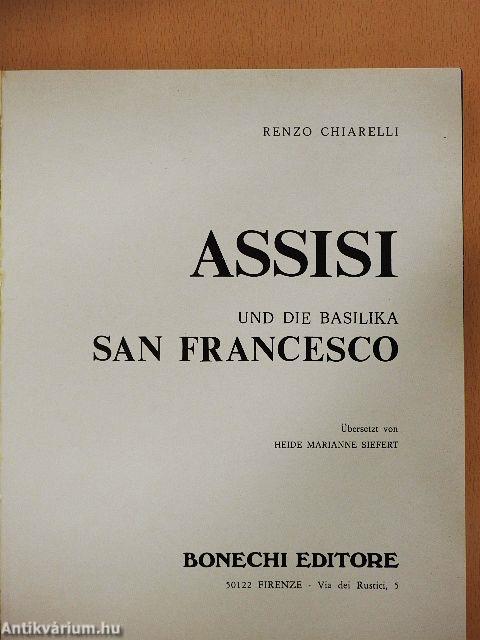 RENZO CHIARELLI
ASSISI
UND DIE BASILIKA
SAN FRANCESCO
Übersetzt von
HEIDE MARIANNE SIEFERT
BONECHI EDITORE
50122 FIRENZE - Via dei Rustici, 5
Antikvárium.hu